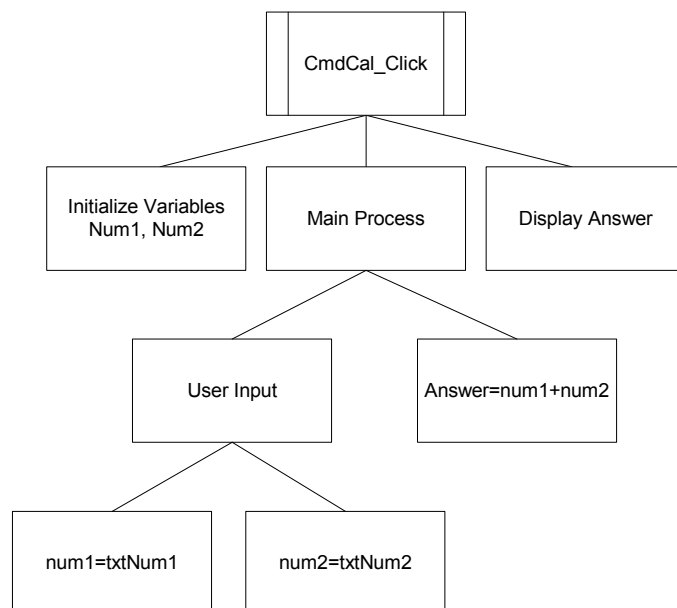 CmdCal_Click
Initialize Variables
Num1, Num2
Main Process
Display Answer
User Input
Answer=num1+num2
num1=txtNum1
num2=txtNum2